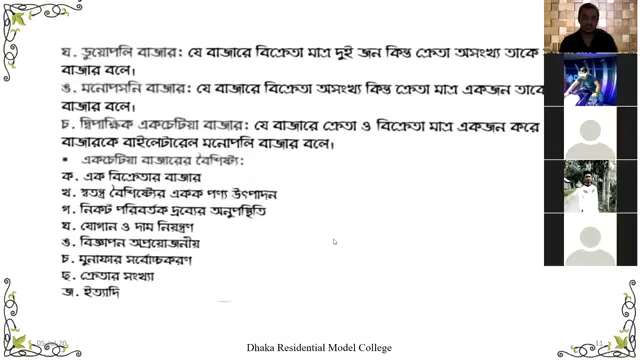 ঘ. ডুয়োপলি বাজার: যে বাজারে বিক্রেতা মাত্র দুই জন কিন্তু ক্রেতা অসংখ্য তাকে
বাজার বলে।
ঙ. মনোপসনি বাজার: যে বাজারে বিক্রেতা অসংখ্য কিন্তু ক্রেতা মাত্র একজন তাকে
বাজার বলে।
চ. দ্বিপাক্ষিক একচেটিয়া বাজার: যে বাজারে ক্রেতা ও বিক্রেতা মাত্র একজন করে
বাজারকে বাইলেটারেল মনোপলি বাজার বলে।
▪ একচেটিয়া বাজারের বৈশিষ্ট্য:
ক. এক বিক্রেতার বাজার
খ. স্বতন্ত্র বৈশিষ্ট্যের একক পণ্য উৎপাদন
গ. নিকট পরিবর্তক দ্রব্যের অনুপস্থিতি
ঘ. যোগান ও দাম নিয়ন্ত্রণ
ঙ. বিজ্ঞাপন অপ্রয়োজনীয়
চ. মুনাফার সর্বোচ্চকরণ
ছ. ক্রেতার সংখ্যা
জ. ইত্যাদি
Dhaka Residential Model College
11